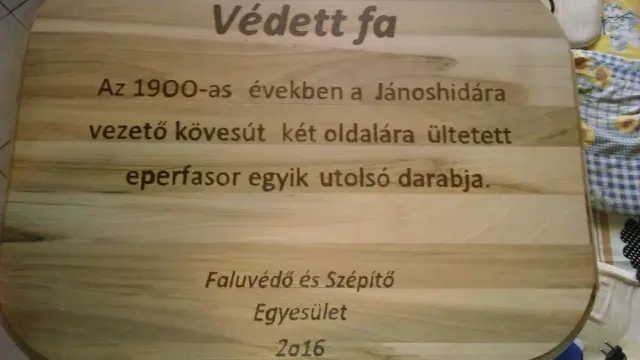 Védett fa
Az 1900-as években a Jánoshidára
vezető kövesút két oldalára ültetett
eperfasor egyik utolsó darabja.
Faluvédő és Szépítő
Egyesület
2016